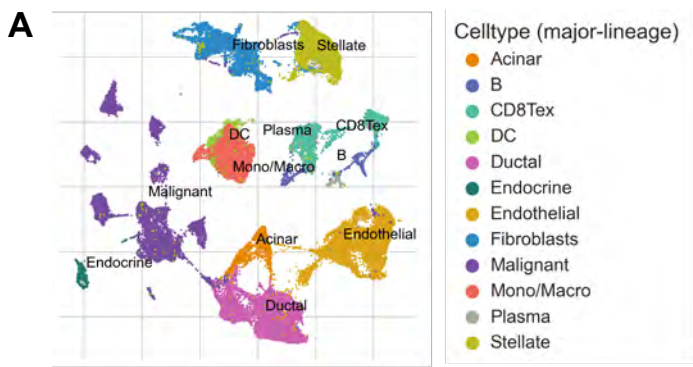 A
Fibroblasts
Stellate
DC
Plasma
CD8Tex
Mono/Macro
B
Malignant
Acinar
Endothelial
Endocrine
Ductal
Celltype (major-lineage)
Acinar
B
CD8Tex
DC
Ductal
Endocrine
Endothelial
Fibroblasts
Malignant
Mono/Macro
Plasma
Stellate